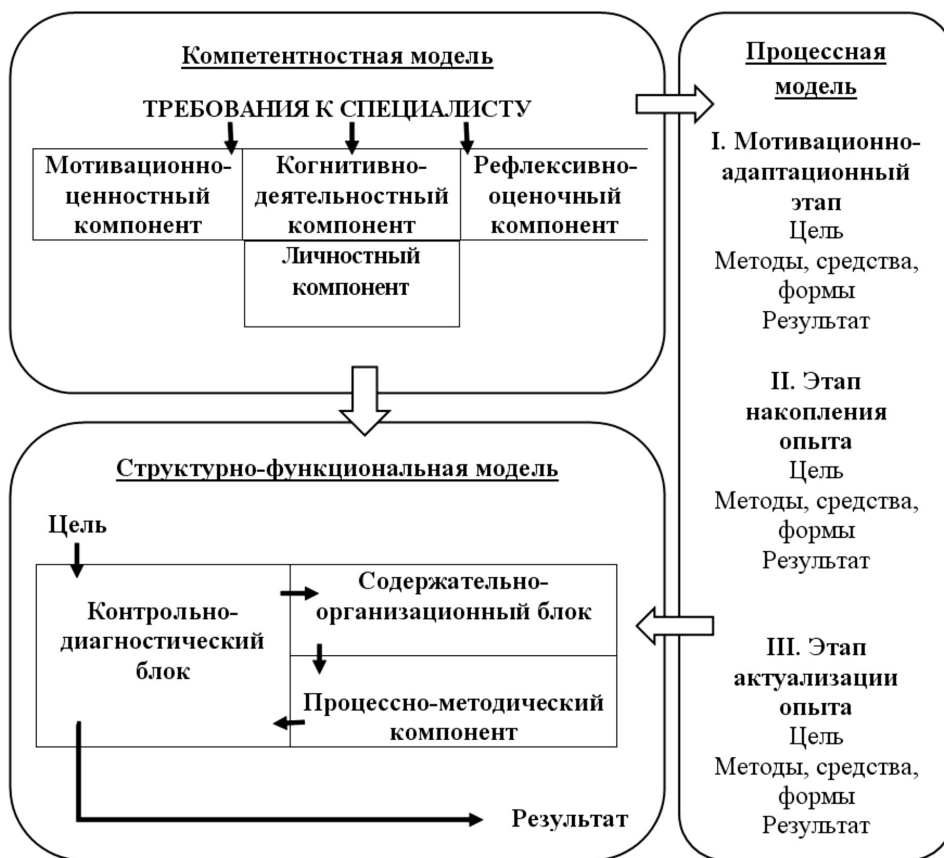 Компетентностная модель
ТРЕБОВАНИЯ К СПЕЦИАЛИСТУ
Мотивационно-
ценностный
компонент
Когнитивно-
деятельностный
компонент
Рефлексивно-
оценочный
компонент
Личностный
компонент
Структурно-функциональная модель
Цель
Контрольно-
диагностический
блок
Содержательно-
организационный блок
Процессно-методический
компонент
Результат
Процессная
модель
I. Мотивационно-
адаптационный
этап
Цель
Методы, средства,
формы
Результат
II. Этап
накопления
опыта
Цель
Методы, средства,
формы
Результат
III. Этап
актуализации
опыта
Цель
Методы, средства,
формы
Результат